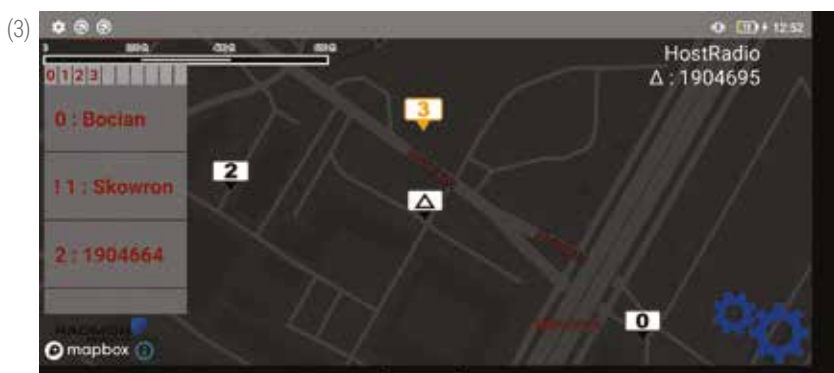 (3)
12:52
HostRadio
Δ : 1904695
0 1 2 3
0 : Bocian
! 1 : Skowron
2 : 1904664
3
2
Δ
0
mapbox